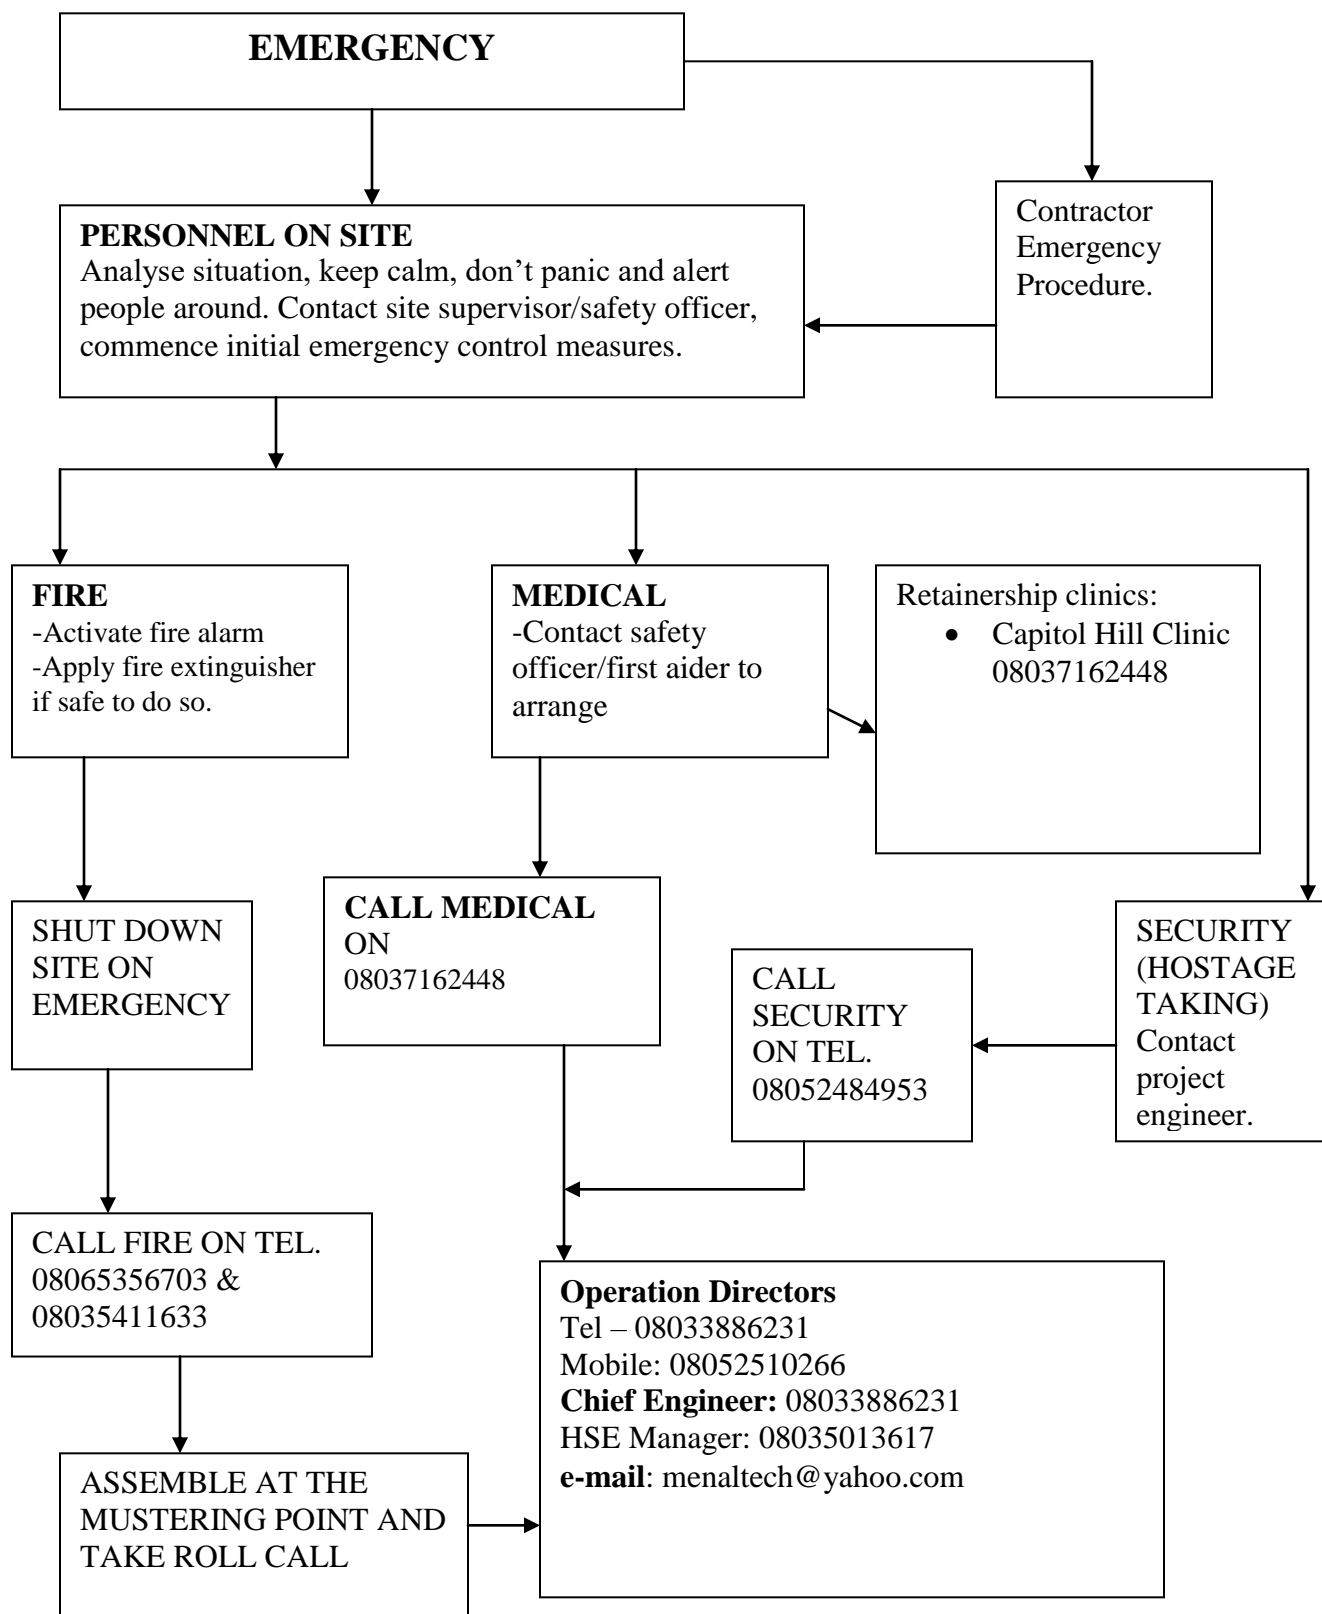 EMERGENCY
Contractor
Emergency
Procedure.
PERSONNEL ON SITE
Analyse situation, keep calm, don’t panic and alert
people around. Contact site supervisor/safety officer,
commence initial emergency control measures.
FIRE
-Activate fire alarm
-Apply fire extinguisher
if safe to do so.
MEDICAL
-Contact safety
officer/first aider to
arrange
Retainership clinics:
• Capitol Hill Clinic
08037162448
SHUT DOWN
SITE ON
EMERGENCY
CALL MEDICAL
ON
08037162448
CALL
SECURITY
ON TEL.
08052484953
SECURITY
(HOSTAGE
TAKING)
Contact
project
engineer.
CALL FIRE ON TEL.
08065356703 &
08035411633
Operation Directors
Tel – 08033886231
Mobile: 08052510266
Chief Engineer: 08033886231
HSE Manager: 08035013617
e-mail: menaltech@yahoo.com
ASSEMBLE AT THE
MUSTERING POINT AND
TAKE ROLL CALL